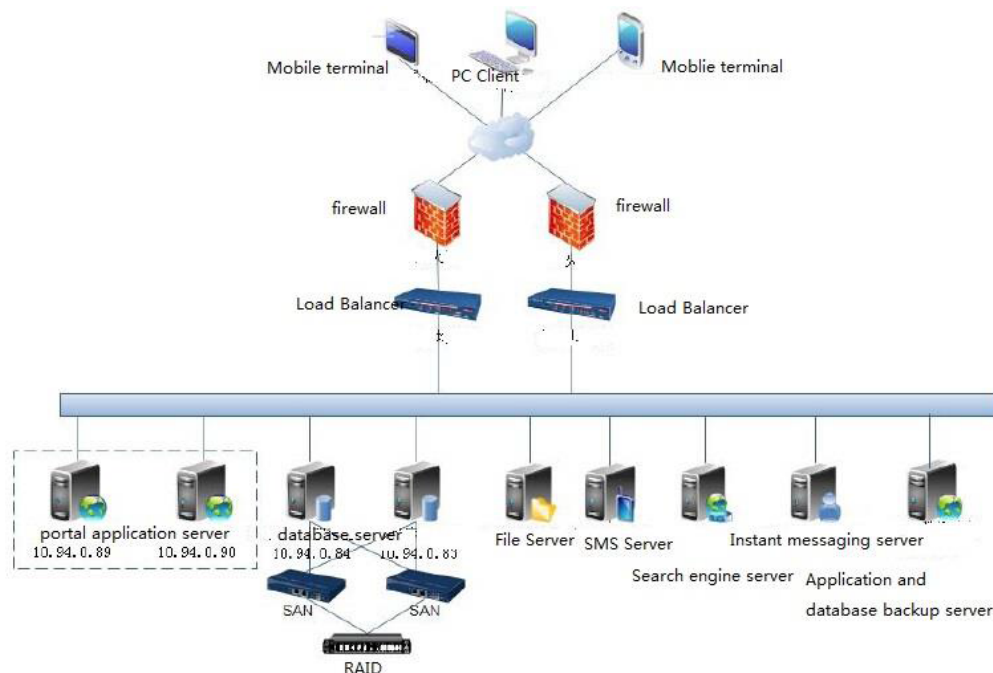 Mobile terminal
PC Client
Moblie terminal
firewall
firewall
Load Balancer
Load Balancer
portal application server
10.94.0.89
10.94.0.90
database server
10.94.0.84
10.94.0.83
File Server
SMS Server
Search engine server
Instant messaging server
Application and
database backup server
SAN
SAN
RAID